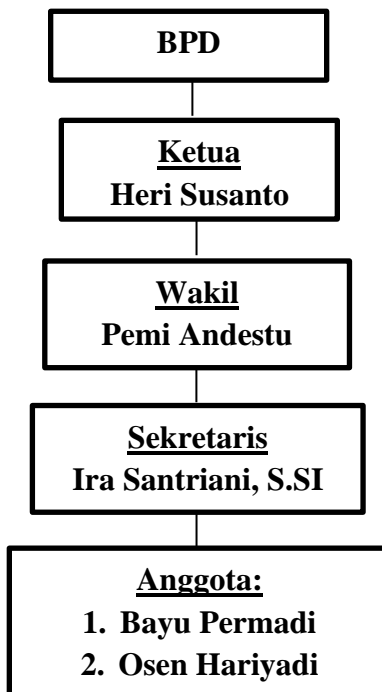 BPD
Ketua
Heri Susanto
Wakil
Pemi Andestu
Sekretaris
Ira Santriani, S.SI
Anggota:
1. Bayu Permadi
2. Osen Hariyadi